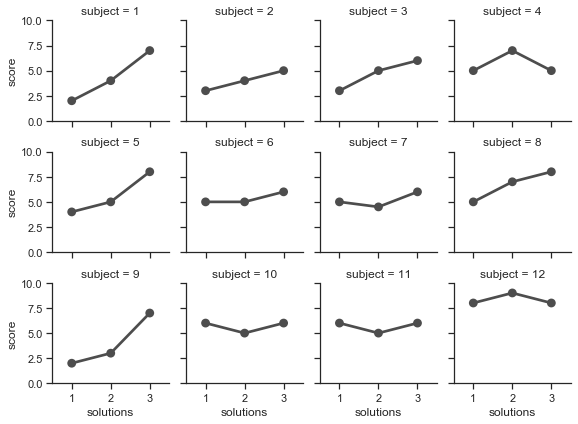 subject = 1 subject = 2 subject = 3 subject = 4
10.0
7.5
score
5.0
2.5
0.0
subject = 5 subject = 6 subject = 7 subject = 8
10.0
7.5
score
5.0
2.5
0.0
subject = 9 subject = 10 subject = 11 subject = 12
10.0
7.5
score
5.0
2.5
0.0
1 2 3 1 2 3 1 2 3 1 2 3
solutions solutions solutions solutions